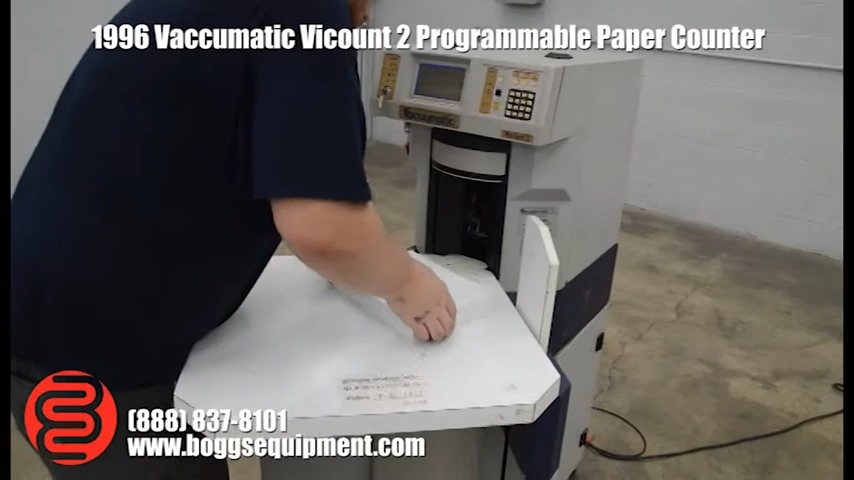 1996 Vaccumatic Vicount 2 Programmable Paper Counter
(888) 837-8101
www.boggsequipment.com